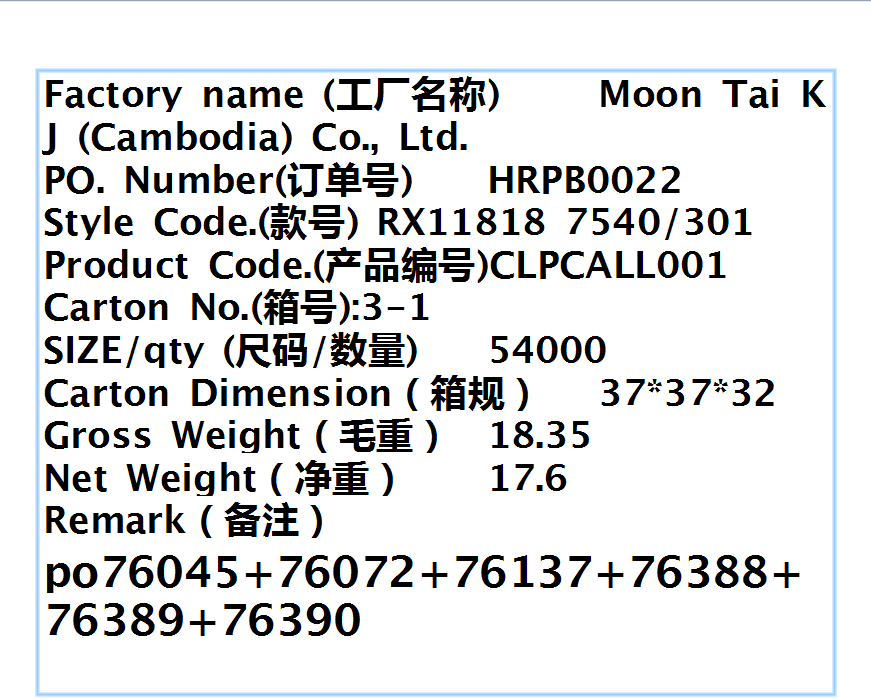 Factory name (工厂名称) Moon Tai K
J (Cambodia) Co., Ltd.
PO. Number(订单号) HRPB0022
Style Code.(款号) RX11818 7540/301
Product Code.(产品编号)CLPCALL001
Carton No.(箱号):3-1
SIZE/qty (尺码/数量) 54000
Carton Dimension（箱规） 37*37*32
Gross Weight（毛重） 18.35
Net Weight（净重） 17.6
Remark（备注）
po76045+76072+76137+76388+
76389+76390